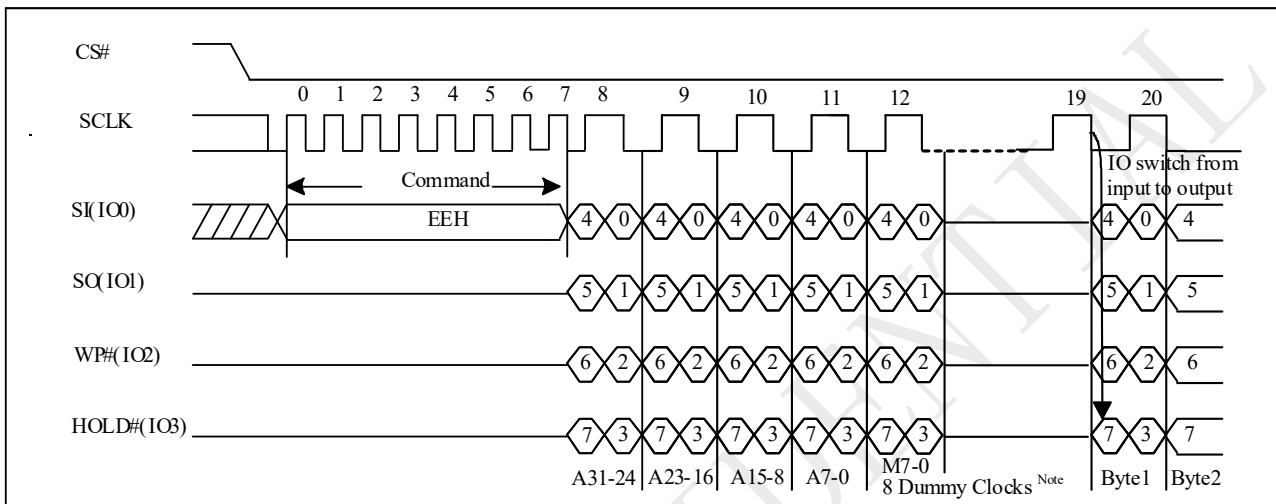 CS#
0 1 2 3 4 5 6 7 8 9 10 11 12 19 20
SCLK
IO switch from
input to output
Command
SI(IO0) EEH 4 0 4 0 4 0 4 0 4 0 4 0 4
SO(IO1) 5 1 5 1 5 1 5 1 5 1 5 1 5
WP#(IO2) 6 2 6 2 6 2 6 2 6 2 6 2 6
HOLD#(IO3) 7 3 7 3 7 3 7 3 7 3 7 3 7
A31-24 A23-16 A15-8 A7-0 M7-0 Byte1 Byte2
8 Dummy Clocks Note
DENTIAL